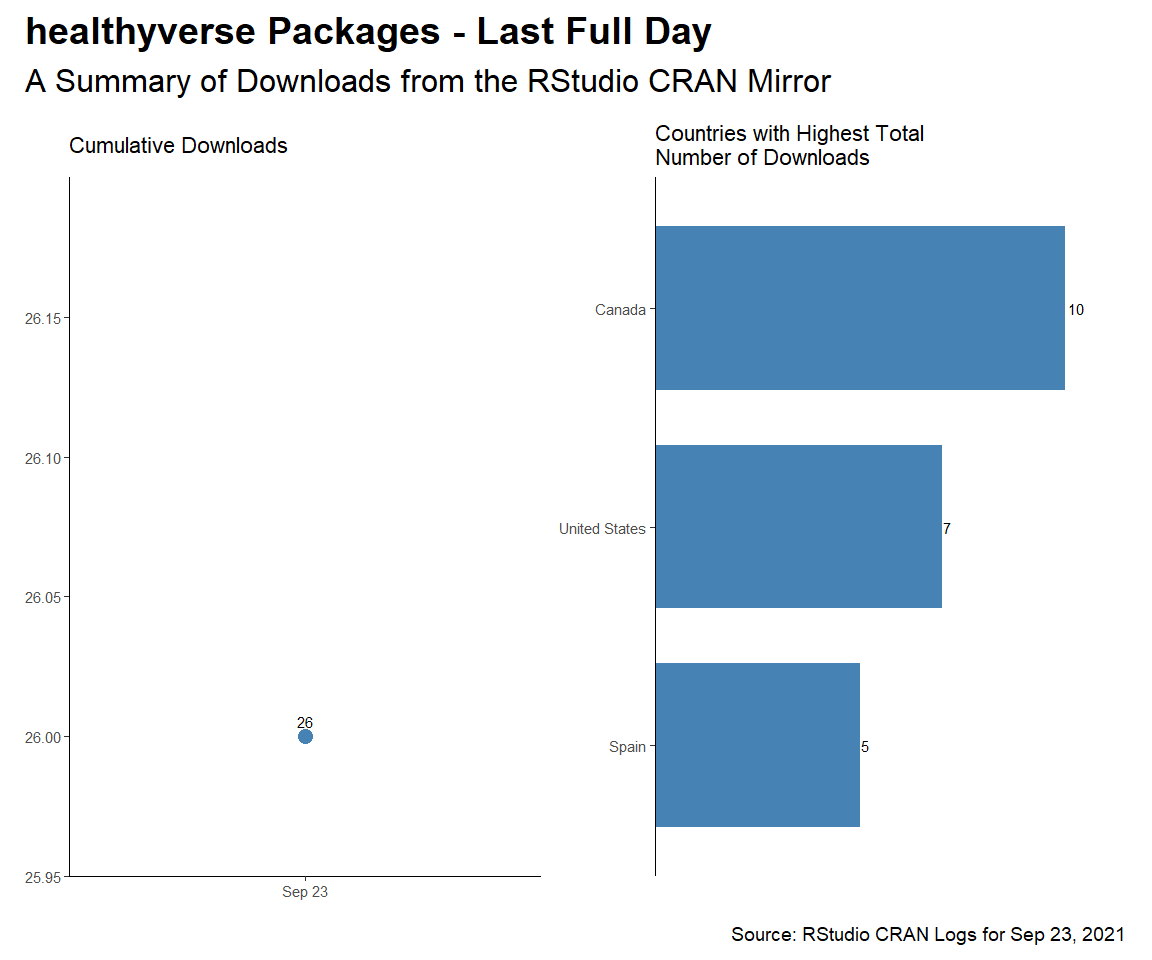 healthyverse Packages - Last Full Day
A Summary of Downloads from the RStudio CRAN Mirror
Cumulative Downloads
26.15
26.10
26.05
26.00
25.95
26
Sep 23
Countries with Highest Total
Number of Downloads
Canada
10
United States
7
Spain
5
Source: RStudio CRAN Logs for Sep 23, 2021